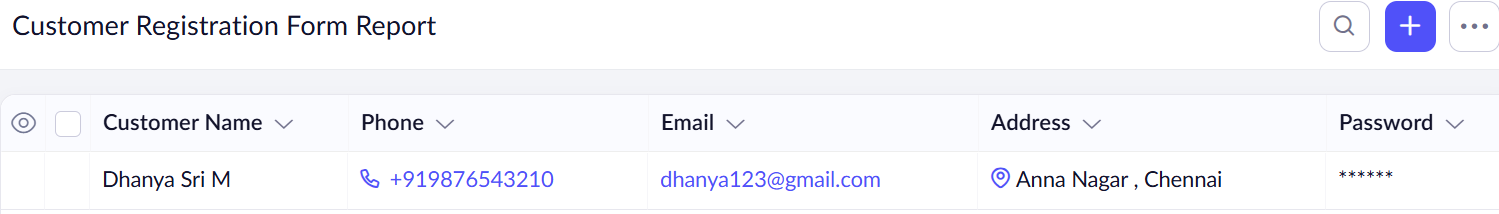 Customer Registration Form Report
Customer Name Phone Email Address Password
Dhanya Sri M +919876543210 dhanya123@gmail.com Anna Nagar , Chennai ******